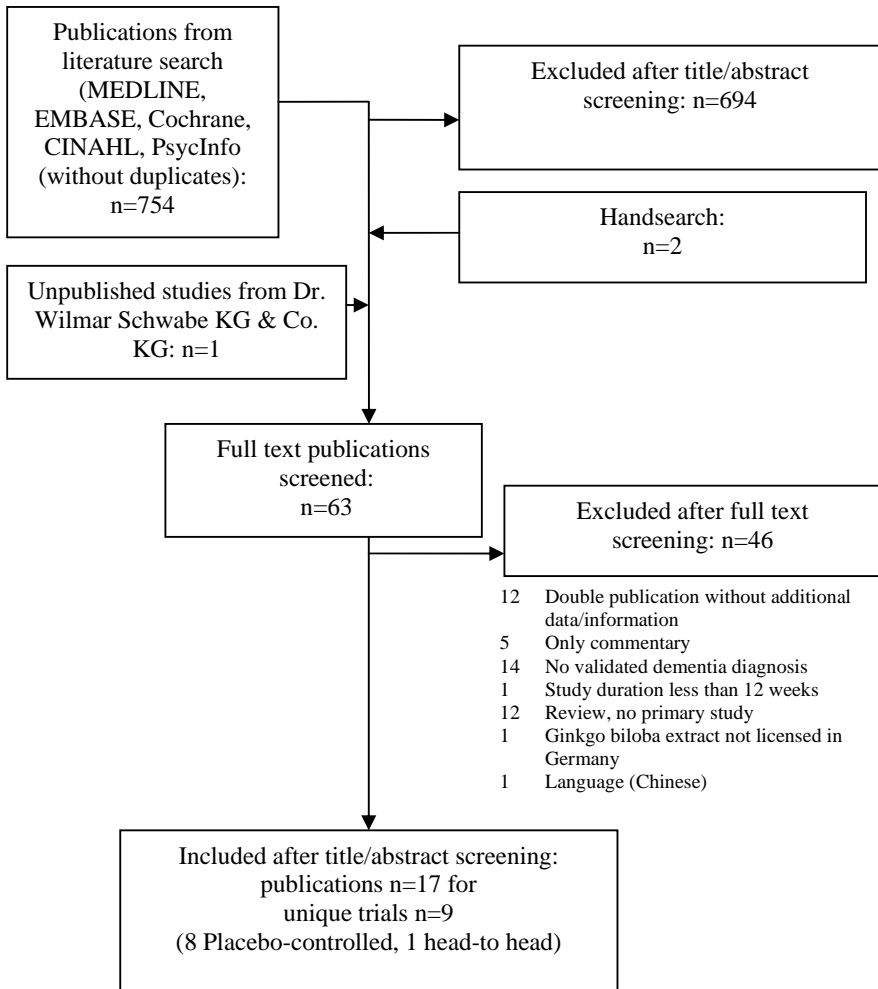 Publications from
literature search
(MEDLINE,
EMBASE, Cochrane,
CINAHL, PsycInfo
(without duplicates):
n=754
Excluded after title/abstract
screening: n=694
Handsearch:
n=2
Unpublished studies from Dr.
Wilmar Schwabe KG & Co.
KG: n=1
Full text publications
screened:
n=63
Excluded after full text
screening: n=46
12 Double publication without additional
data/information
5 Only commentary
14 No validated dementia diagnosis
1 Study duration less than 12 weeks
12 Review, no primary study
1 Ginkgo biloba extract not licensed in
Germany
1 Language (Chinese)
Included after title/abstract screening:
publications n=17 for
unique trials n=9
(8 Placebo-controlled, 1 head-to head)